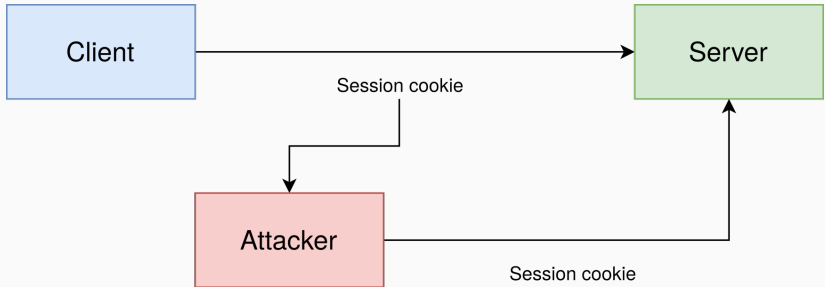 Client
Server
Session cookie
Attacker
Session cookie